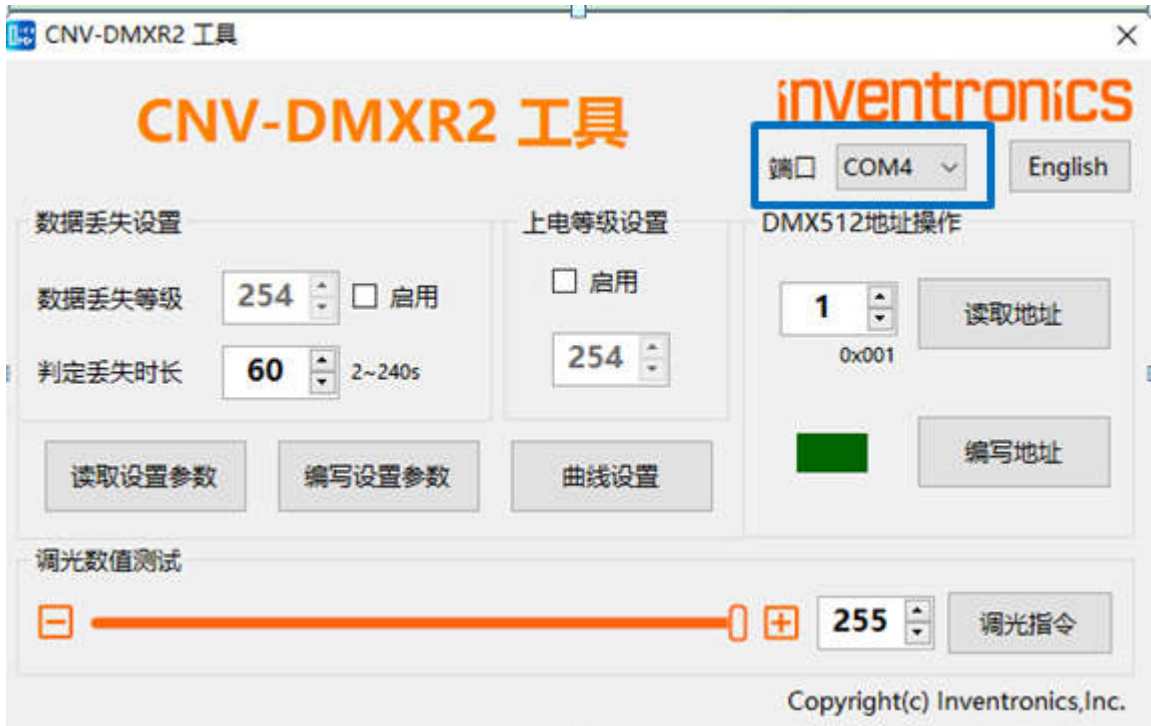 CNV-DMXR2 工具
CNV-DMXR2 工具
inventronics
端口 COM4 English
数据丢失设置
数据丢失等级 254 启用
判定丢失时长 60 2~240s
上电等级设置
启用
254
DMX512地址操作
1 读取地址
0x001
编写地址
读取设置参数 编写设置参数 曲线设置
调光数值测试
255 调光指令
Copyright(c) Inventronics,Inc.